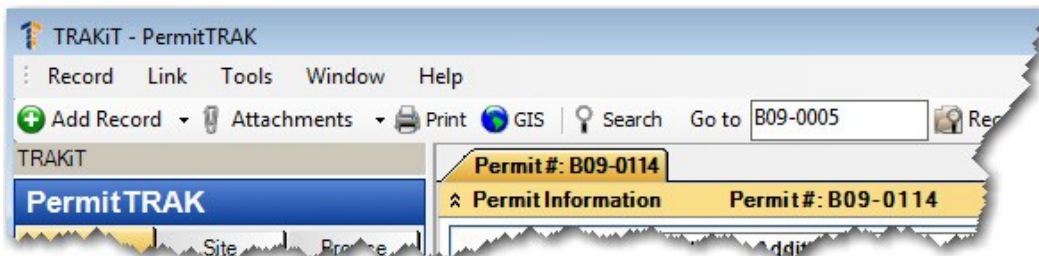 TRAKiT - PermitTRAK
Record Link Tools Window Help
Add Record Attachments Print GIS Search Go to B09-0005
TRAKiT
Permit #: B09-0114
PermitTRAK
Permit Information Permit #: B09-0114
Site